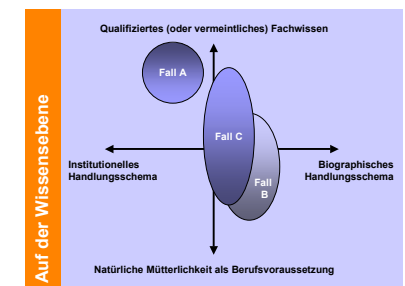 Auf der Wissensebene
Qualifiziertes (oder vermeintliches) Fachwissen
Fall A
Fall C
Institutionelles
Handlungsschema
Biographisches
Handlungsschema
Fall
B
Natürliche Mütterlichkeit als Berufsvoraussetzung